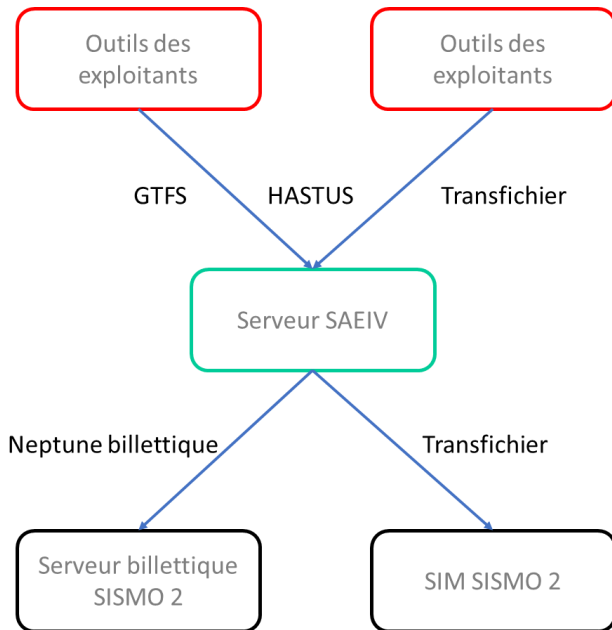 Outils des
exploitants
Outils des
exploitants
GTFS
HASTUS
Transfichier
Serveur SAEIV
Neptune billettique
Transfichier
Serveur billettique
SISMO 2
SIM SISMO 2